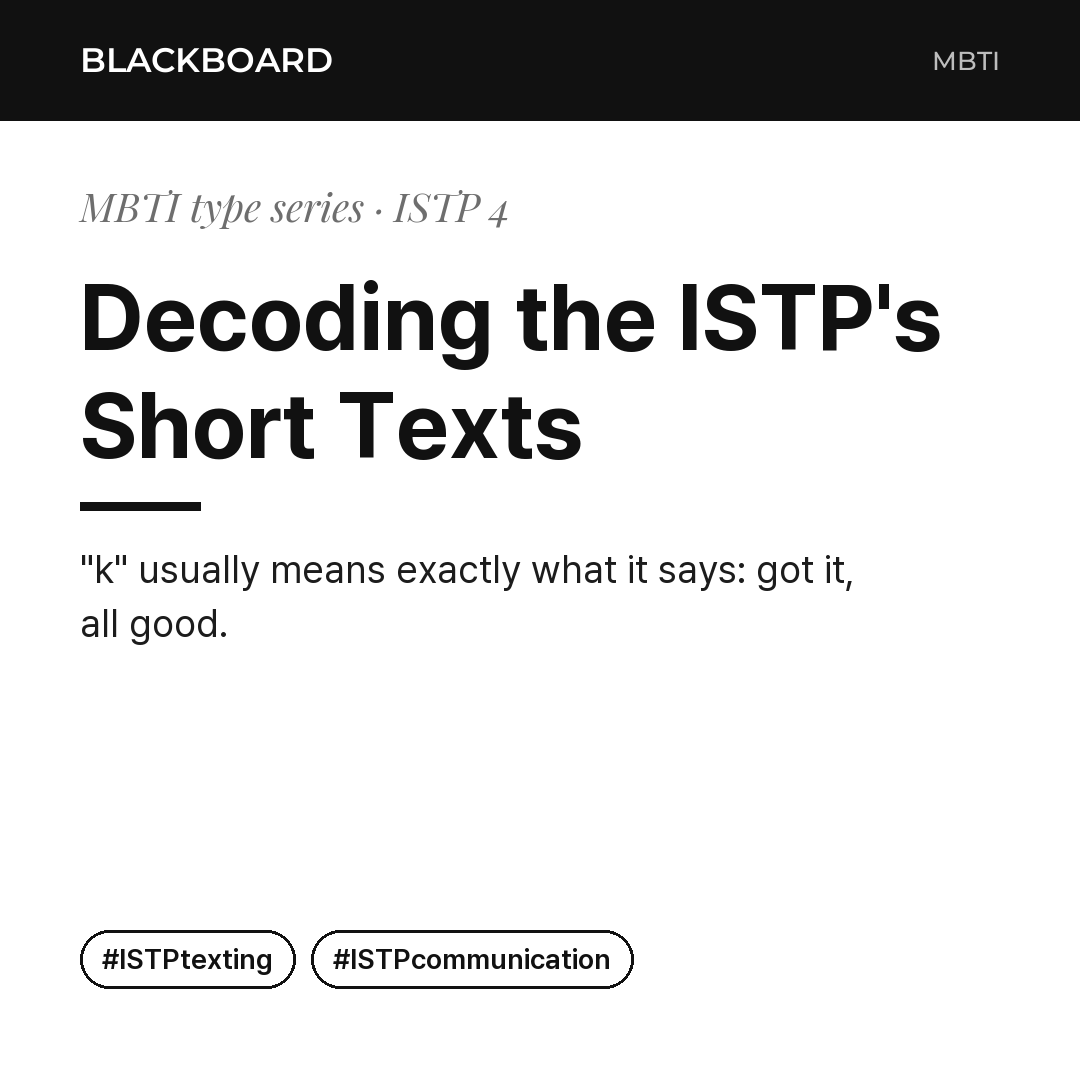 BLACKBOARD
MBTI
MBTI type series · ISTP 4
Decoding the ISTP's
Short Texts
"k" usually means exactly what it says: got it,
all good.
#ISTPtexting
#ISTPcommunication